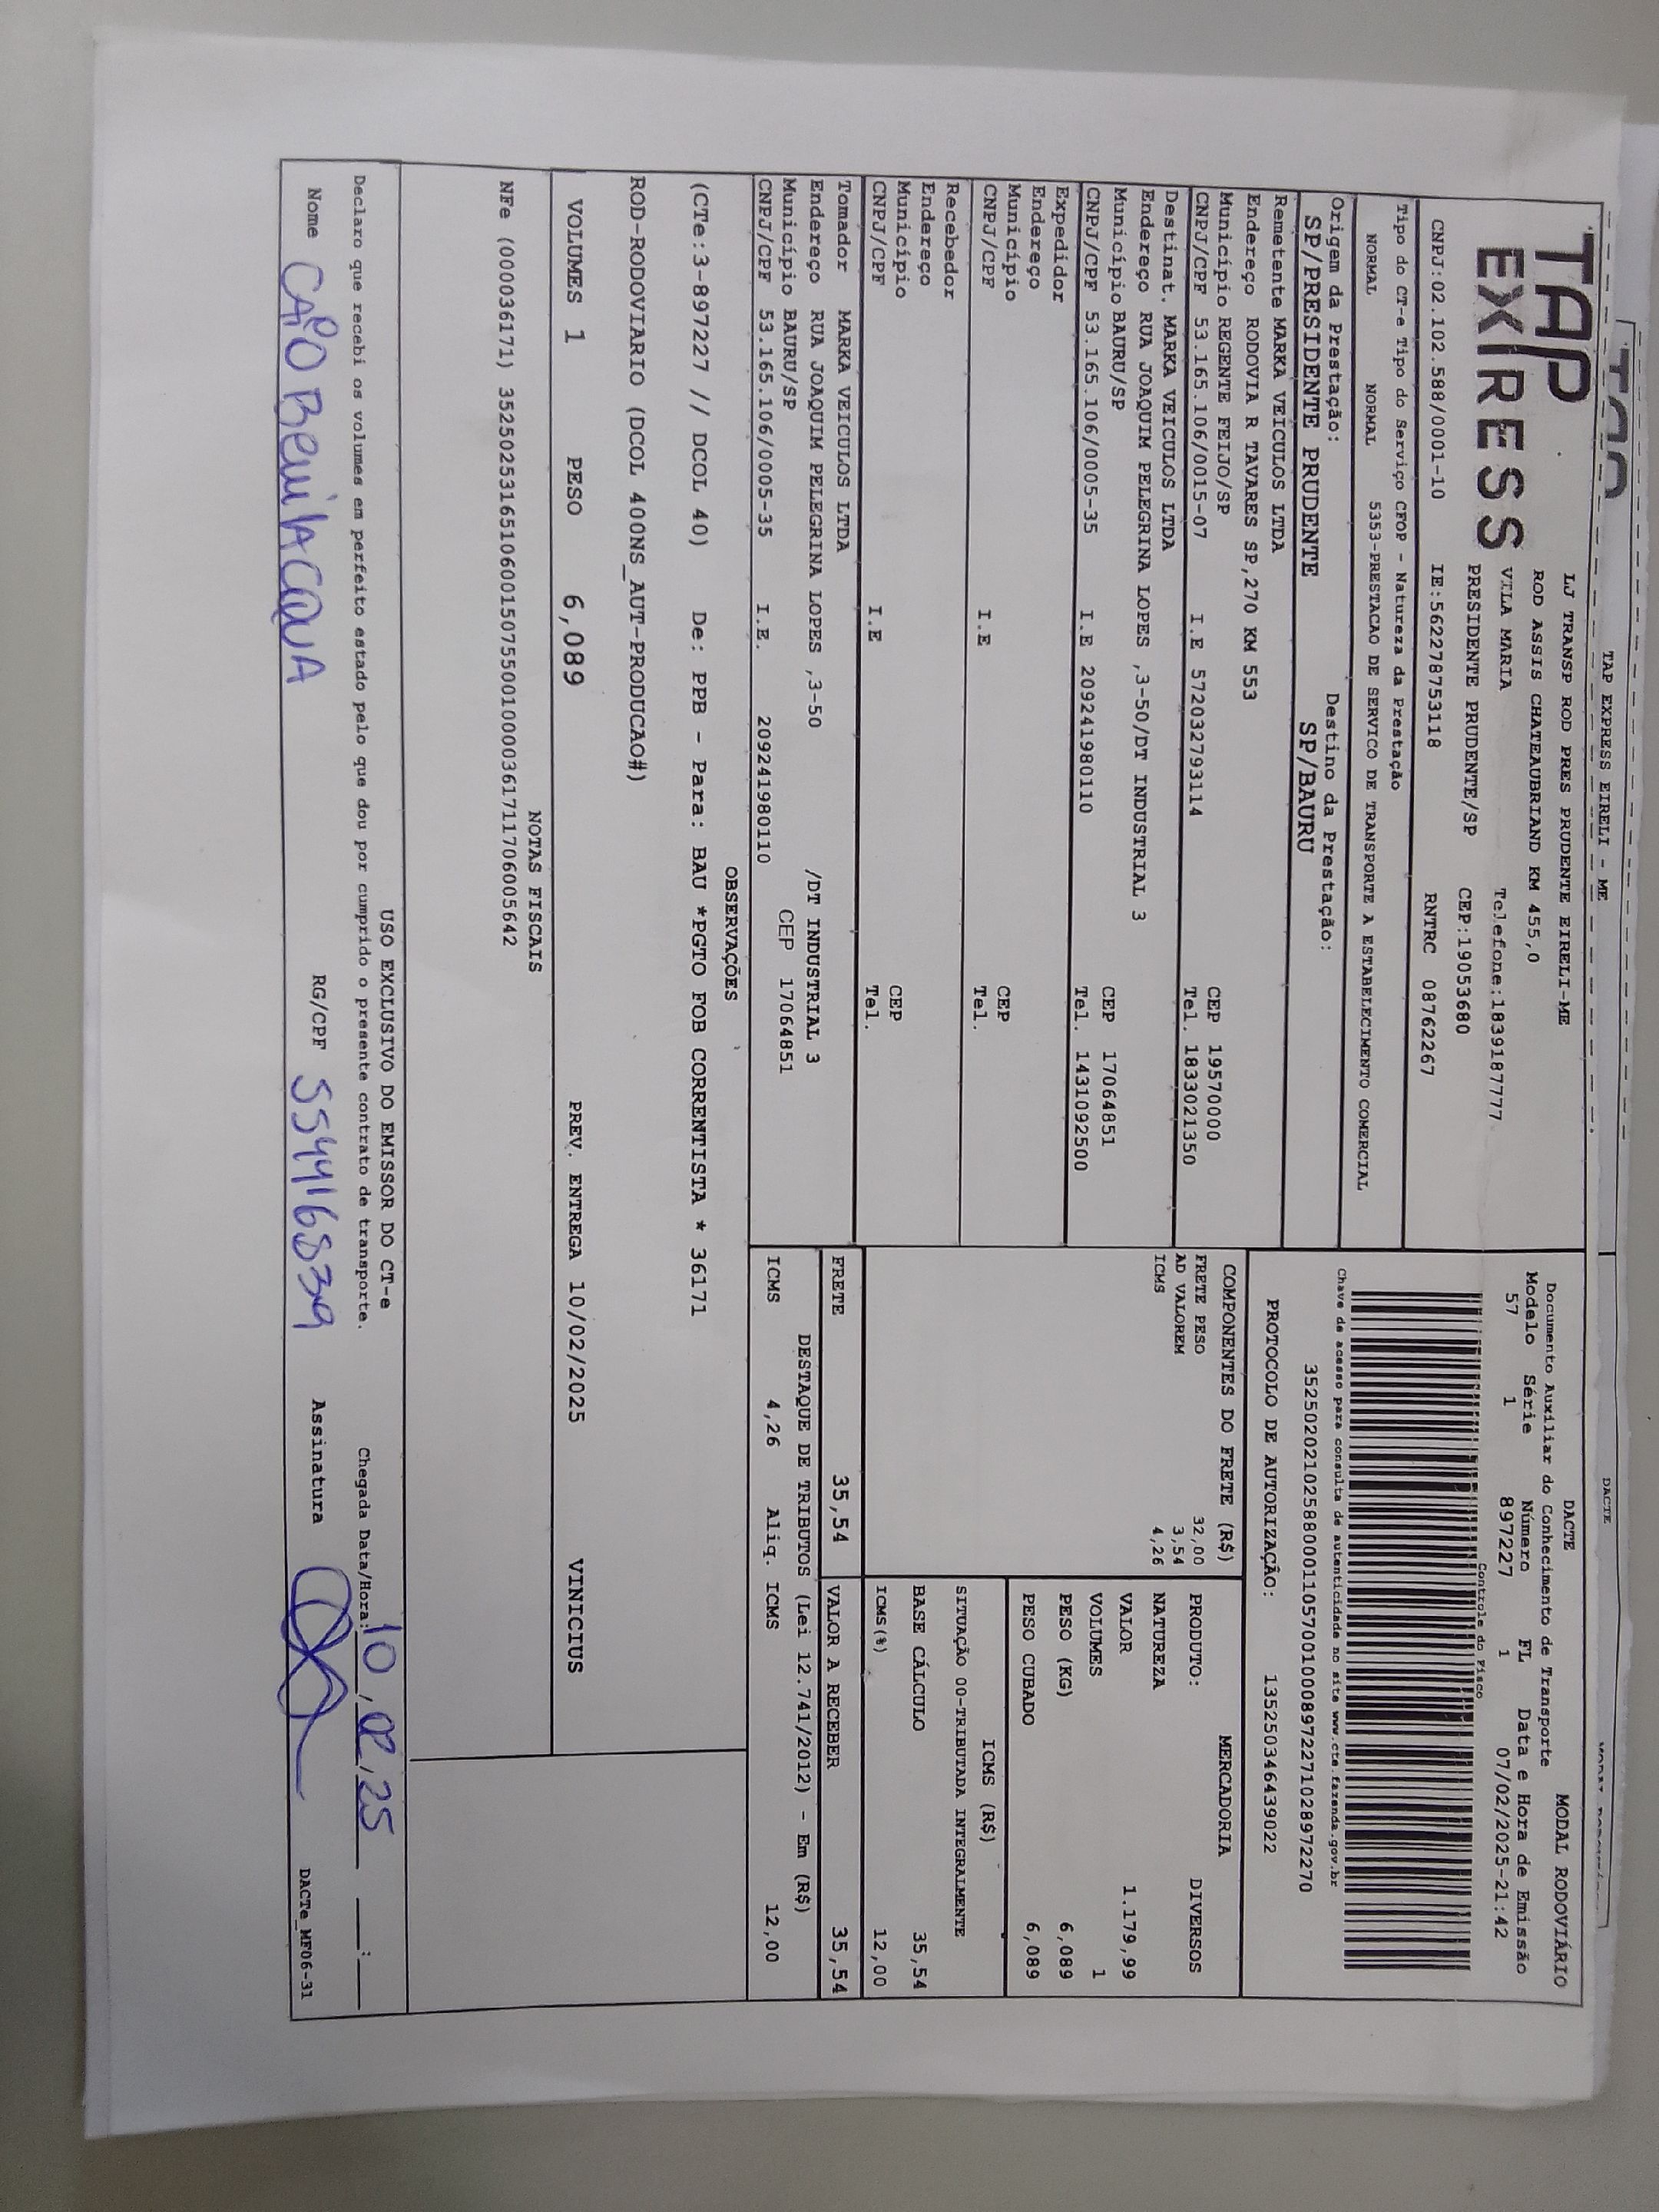 TAP EXPRESS EIRELI - ME
DACTE
TAP
EXPRESS
LJ TRANSP ROD PRES PRUDENTE EIRELI-ME
ROD ASSIS CHATEAUBRIAND KM 455,0
VILA MARIA Telefone:1839187777
PRESIDENTE PRUDENTE/SP CEP:19053680
CNPJ:02.102.588/0001-10 IE:562278753118 RNTRC 08762267
DACTE MODAL RODOVIÁRIO
Documento Auxiliar do Conhecimento de Transporte
Modelo Série Número FL Data e Hora de Emissão
57 1 897227 1 07/02/2025-21:42
Controle do Fisco
Chave de acesso para consulta de autenticidade no site www.cte.fazenda.gov.br
35250202102588000110570010008972271028972270
PROTOCOLO DE AUTORIZAÇÃO: 135250346439022
Tipo do CT-e Tipo do Serviço CFOP - Natureza da Prestação
NORMAL NORMAL 5353-PRESTACAO DE SERVICO DE TRANSPORTE A ESTABELECIMENTO COMERCIAL
Origem da Prestação: Destino da Prestação:
SP/PRESIDENTE PRUDENTE SP/BAURU
Remetente MARKA VEICULOS LTDA
Endereço RODOVIA R TAVARES SP,270 KM 553
Município REGENTE FEIJO/SP CEP 19570000
CNPJ/CPF 53.165.106/0015-07 I.E 572032793114 Tel. 1833021350
Destinat. MARKA VEICULOS LTDA
Endereço RUA JOAQUIM PELEGRINA LOPES ,3-50/DT INDUSTRIAL 3
Município BAURU/SP CEP 17064851
CNPJ/CPF 53.165.106/0005-35 I.E 209241980110 Tel. 1431092500
Expedidor
Endereço
Município CEP
CNPJ/CPF I.E Tel.
Recebedor
Endereço
Município CEP
CNPJ/CPF I.E Tel.
Tomador MARKA VEICULOS LTDA
Endereço RUA JOAQUIM PELEGRINA LOPES ,3-50 /DT INDUSTRIAL 3
Município BAURU/SP CEP 17064851
CNPJ/CPF 53.165.106/0005-35 I.E. 209241980110
COMPONENTES DO FRETE (R$)
FRETE PESO 32,00
AD VALOREM 3,54
ICMS 4,26
MERCADORIA
PRODUTO: DIVERSOS
NATUREZA
VALOR 1.179,99
VOLUMES 1
PESO (KG) 6,089
PESO CUBADO 6,089
ICMS (R$)
SITUAÇÃO 00-TRIBUTADA INTEGRALMENTE
BASE CÁLCULO 35,54
ICMS(%) 12,00
FRETE 35,54 VALOR A RECEBER 35,54
DESTAQUE DE TRIBUTOS (Lei 12.741/2012) - Em (R$)
ICMS 4,26 Aliq. ICMS 12,00
OBSERVAÇÕES
(CTe:3-897227 // DCOL 40) De: PPB - Para: BAU *PGTO FOB CORRENTISTA * 36171
ROD-RODOVIARIO (DCOL 400NS_AUT-PRODUCAO#)
VOLUMES 1 PESO 6,089 PREV. ENTREGA 10/02/2025 VINICIUS
NOTAS FISCAIS
NFe (000036171) 35250253165106001507550010000361711706005642
USO EXCLUSIVO DO EMISSOR DO CT-e
Declaro que recebi os volumes em perfeito estado pelo que dou por cumprido o presente contrato de transporte. Chegada Data/Hora: 10,02,25 __:__
Nome CAIO BeviLACQUA RG/CPF 554416839 Assinatura DACTe_MF06-31